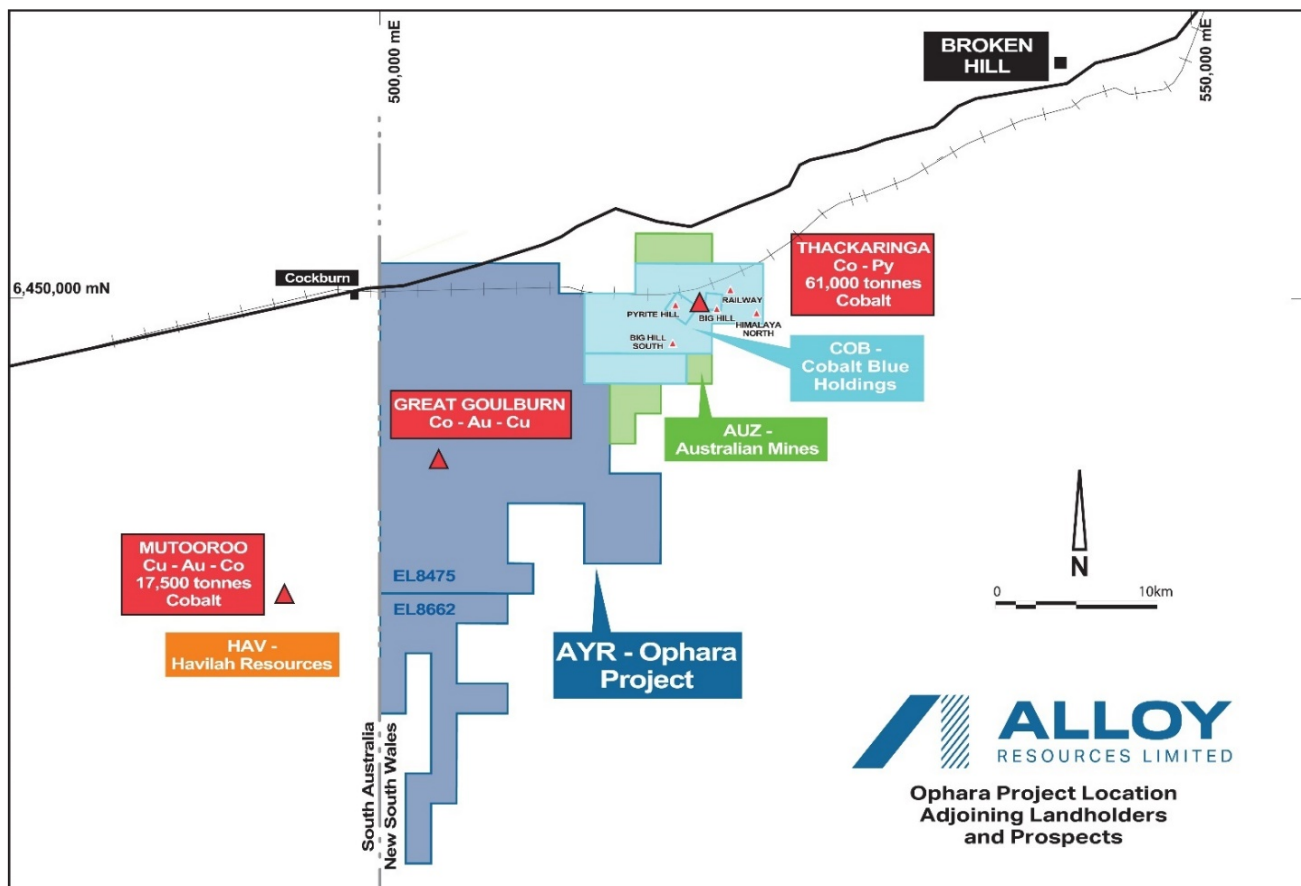 500,000 mE
BROKEN
HILL
550,000 mE
Cockburn
6,450,000 mN
THACKARINGA
Co - Py
61,000 tonnes
Cobalt
RAILWAY
PYRITE HILL
BIG HILL
HIMALAYA
NORTH
BIG HILL
SOUTH
COB -
Cobalt Blue
Holdings
GREAT GOULBURN
Co - Au - Cu
AUZ -
Australian Mines
MUTOOROO
Cu - Au - Co
17,500 tonnes
Cobalt
EL8475
EL8662
N
0 10km
HAV -
Havilah Resources
AYR - Ophara
Project
South Australia
New South Wales
ALLOY
RESOURCES LIMITED
Ophara Project Location
Adjoining Landholders
and Prospects